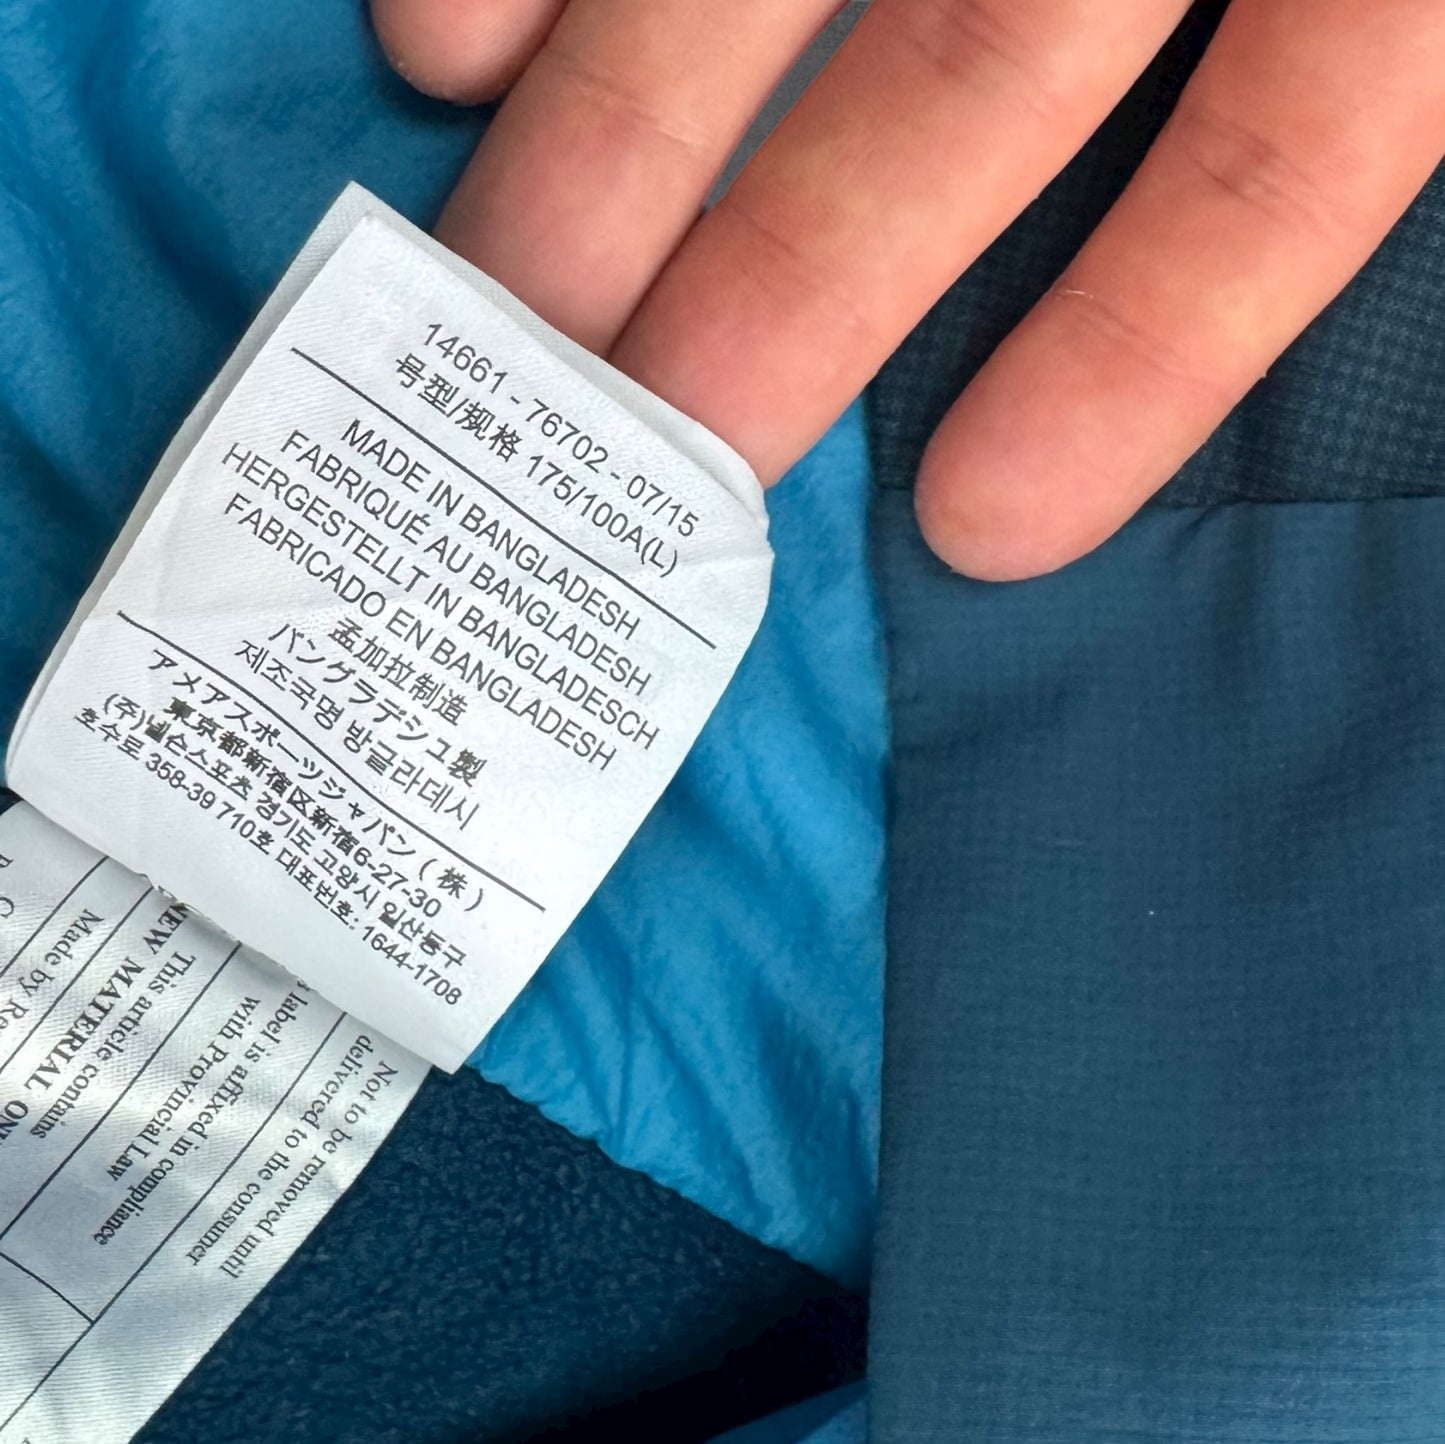 14661 - 76702 - 07/15
号型/规格 175/100A(L)
MADE IN BANGLADESH
FABRIQUÉ AU BANGLADESH
HERGESTELLT IN BANGLADESCH
FABRICADO EN BANGLADESH
孟加拉制造
バングラデシュ製
제조국명 방글라데시
アメアスポーツジャパン(株)
東京都新宿区新宿6-27-30
(주)넬슨스포츠 경기도 고양시 일산동구
호수로 358-39 710호 대표번호: 1644-1708
Not to be removed until
delivered to the consumer
label is affixed in compliance
with Provincial Law
This article contains
NEW MATERIAL
Made by